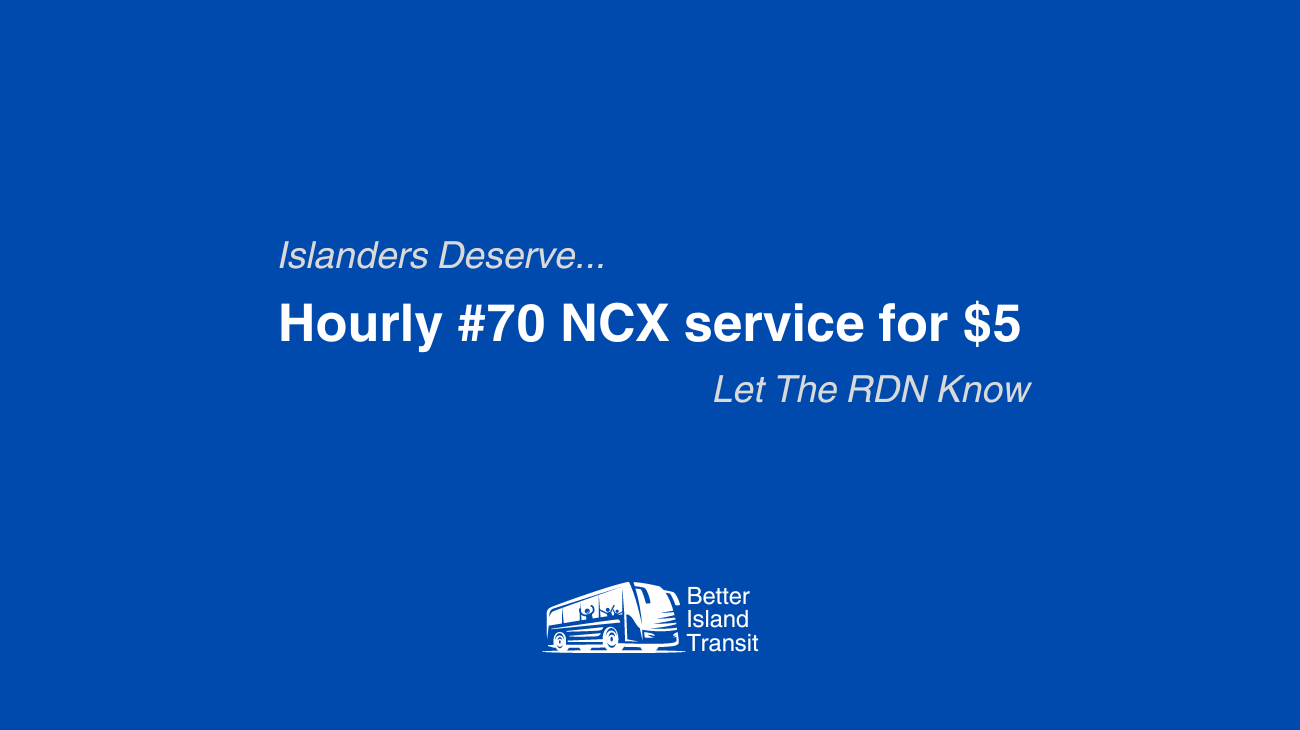 Islanders Deserve...
Hourly #70 NCX service for $5
Let The RDN Know
Better
Island
Transit